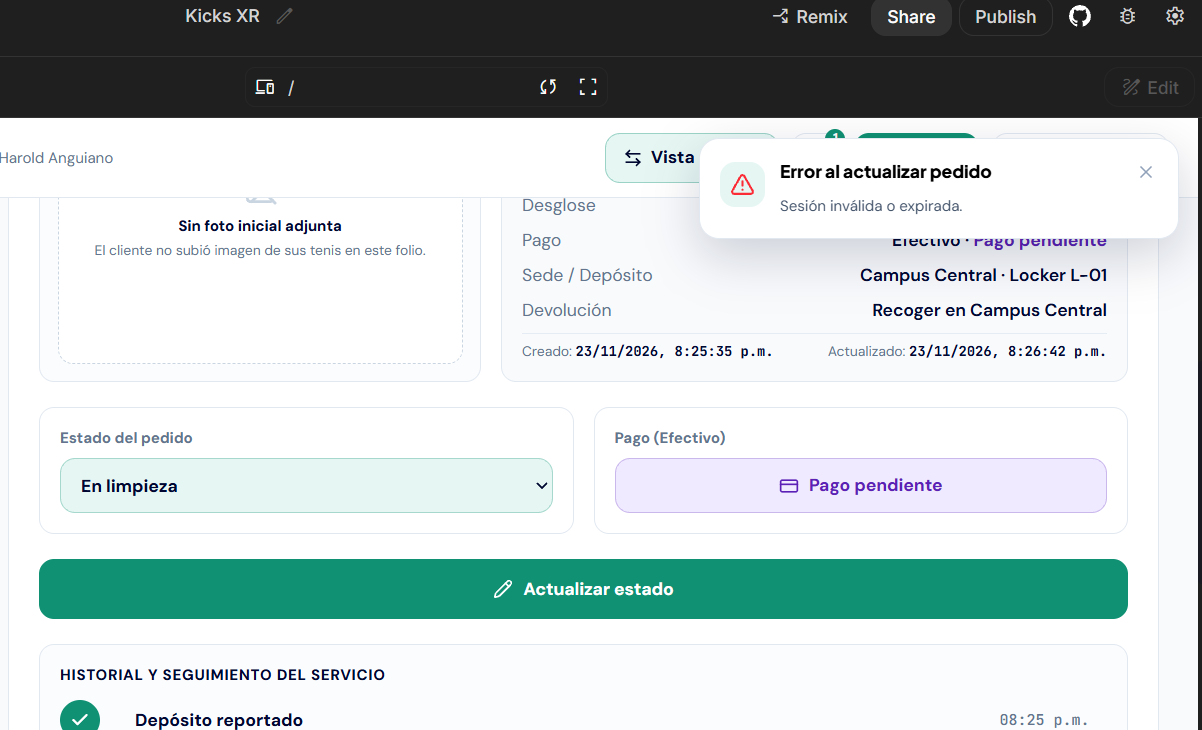 Kicks XR
Remix
Share
Publish
/
Edit
Harold Anguiano
Vista
1
Error al actualizar pedido
Sesión inválida o expirada.
Sin foto inicial adjunta
El cliente no subió imagen de sus tenis en este folio.
Desglose
Pago
Efectivo · Pago pendiente
Sede / Depósito
Campus Central · Locker L-01
Devolución
Recoger en Campus Central
Creado: 23/11/2026, 8:25:35 p.m.
Actualizado: 23/11/2026, 8:26:42 p.m.
Estado del pedido
En limpieza
Pago (Efectivo)
Pago pendiente
Actualizar estado
HISTORIAL Y SEGUIMIENTO DEL SERVICIO
Depósito reportado
08:25 p.m.